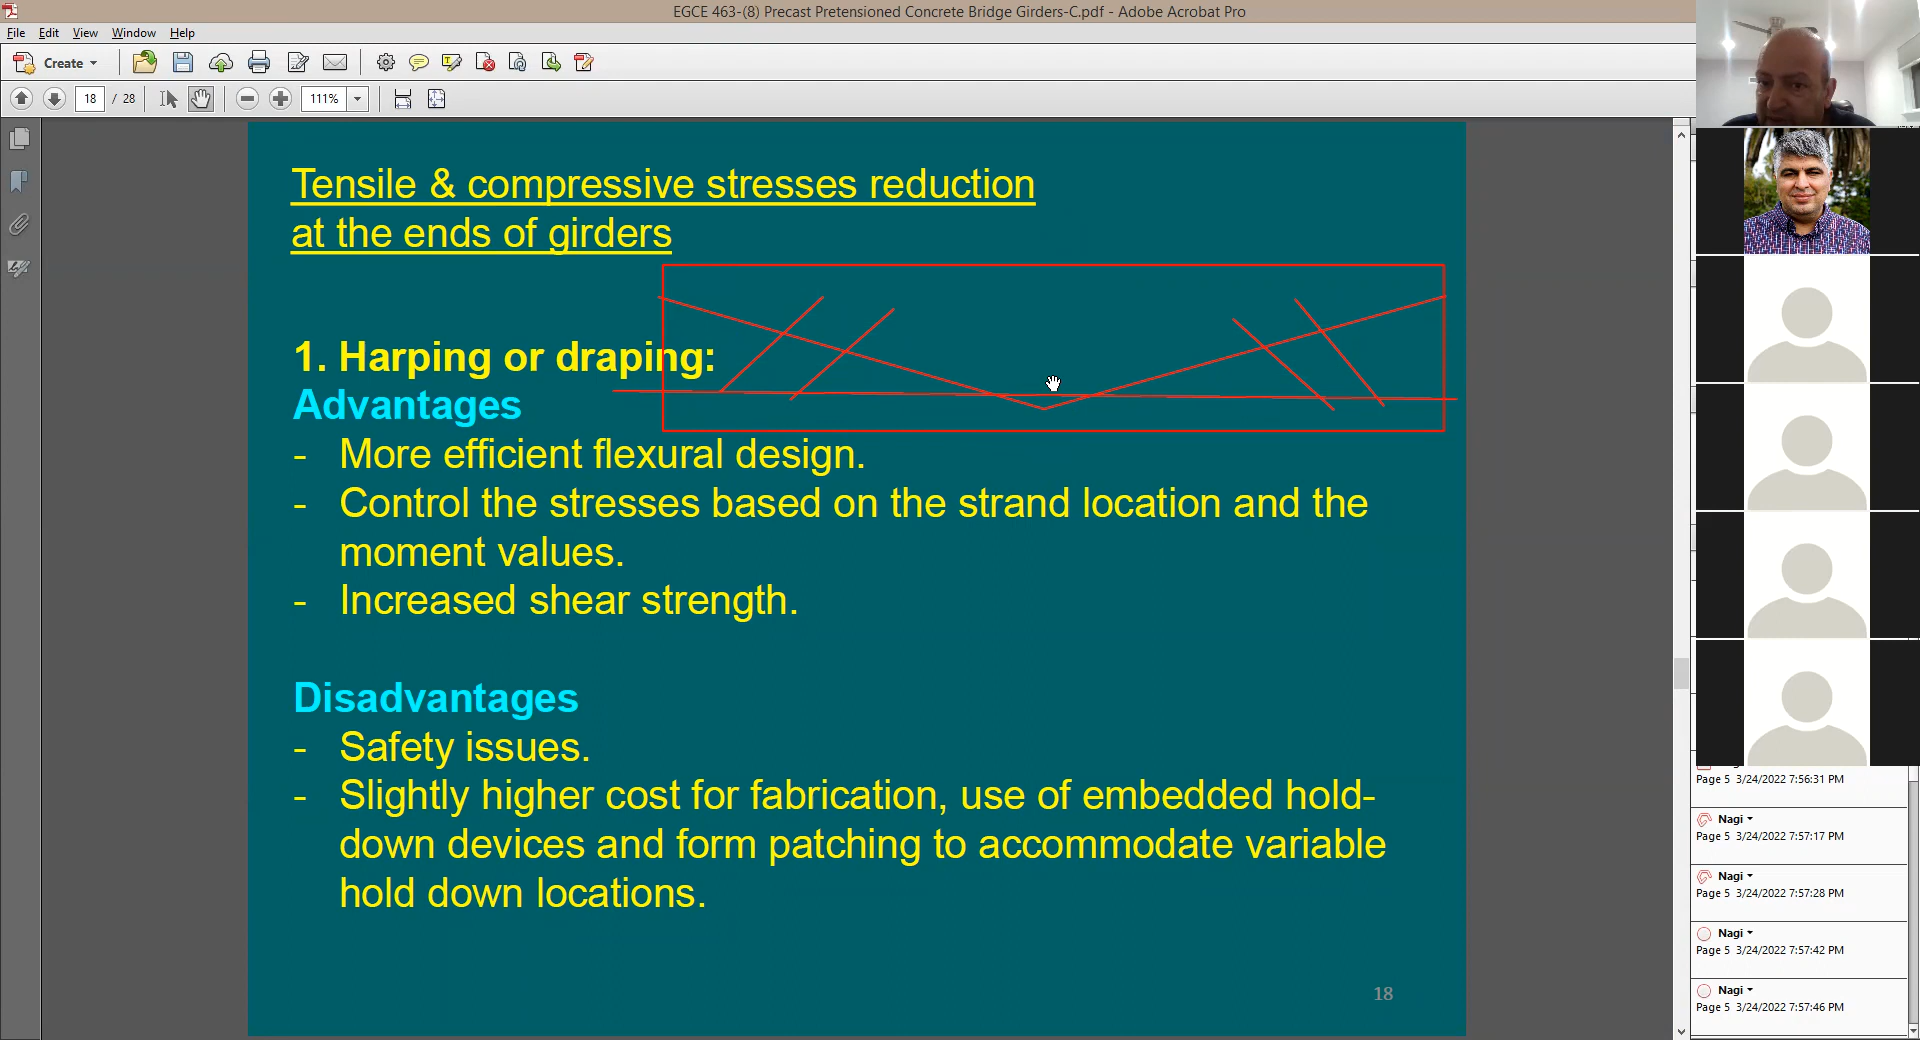 EGCE 463-(8) Precast Pretensioned Concrete Bridge Girders-C.pdf - Adobe Acrobat Pro
File Edit View Window Help
Create
18 / 28 111%
Tensile & compressive stresses reduction
at the ends of girders
1. Harping or draping:
Advantages
- More efficient flexural design.
- Control the stresses based on the strand location and the
moment values.
- Increased shear strength.
Disadvantages
- Safety issues.
- Slightly higher cost for fabrication, use of embedded hold-
down devices and form patching to accommodate variable
hold down locations.
18
Page 5 3/24/2022 7:56:31 PM
Nagi
Page 5 3/24/2022 7:57:17 PM
Nagi
Page 5 3/24/2022 7:57:28 PM
Nagi
Page 5 3/24/2022 7:57:42 PM
Nagi
Page 5 3/24/2022 7:57:46 PM